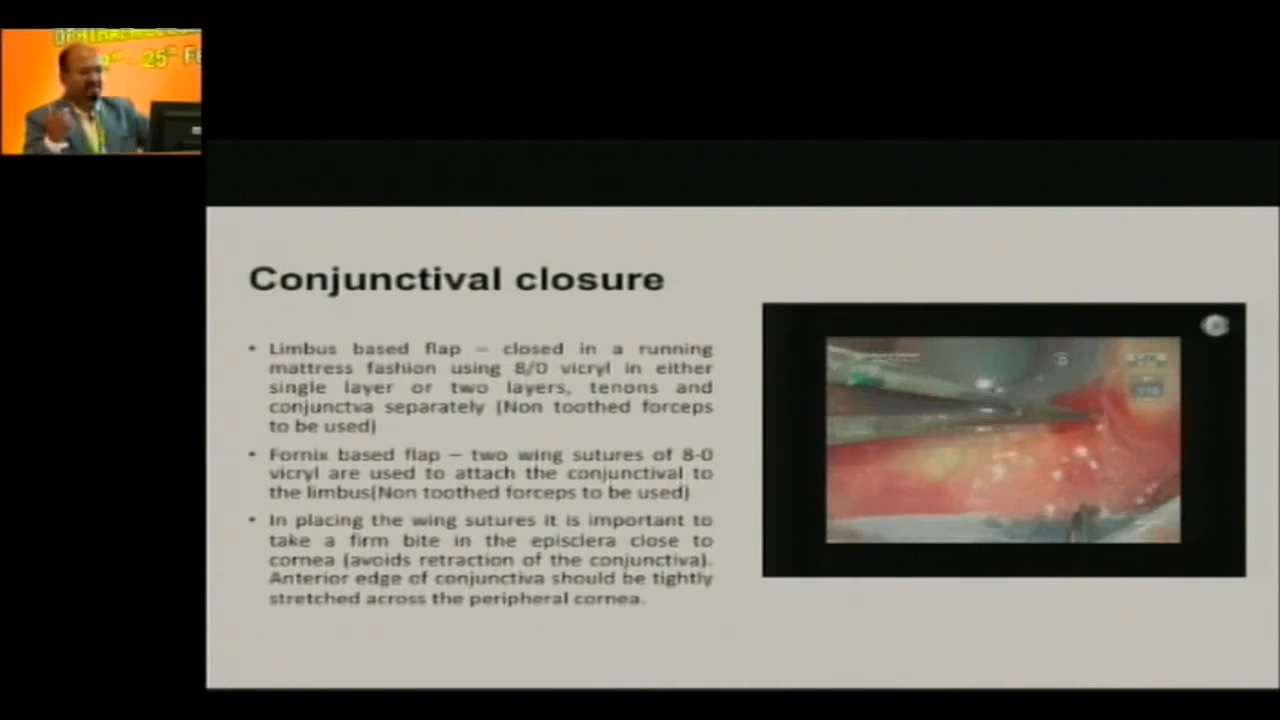 25th Fe
Conjunctival closure
• Limbus based flap – closed in a running
mattress fashion using 8/0 vicryl in either
single layer or two layers, tenons and
conjunctva separately (Non toothed forceps
to be used)
• Fornix based flap – two wing sutures of 8-0
vicryl are used to attach the conjunctival to
the limbus(Non toothed forceps to be used)
• In placing the wing sutures it is important to
take a firm bite in the episclera close to
cornea (avoids retraction of the conjunctiva).
Anterior edge of conjunctiva should be tightly
stretched across the peripheral cornea.